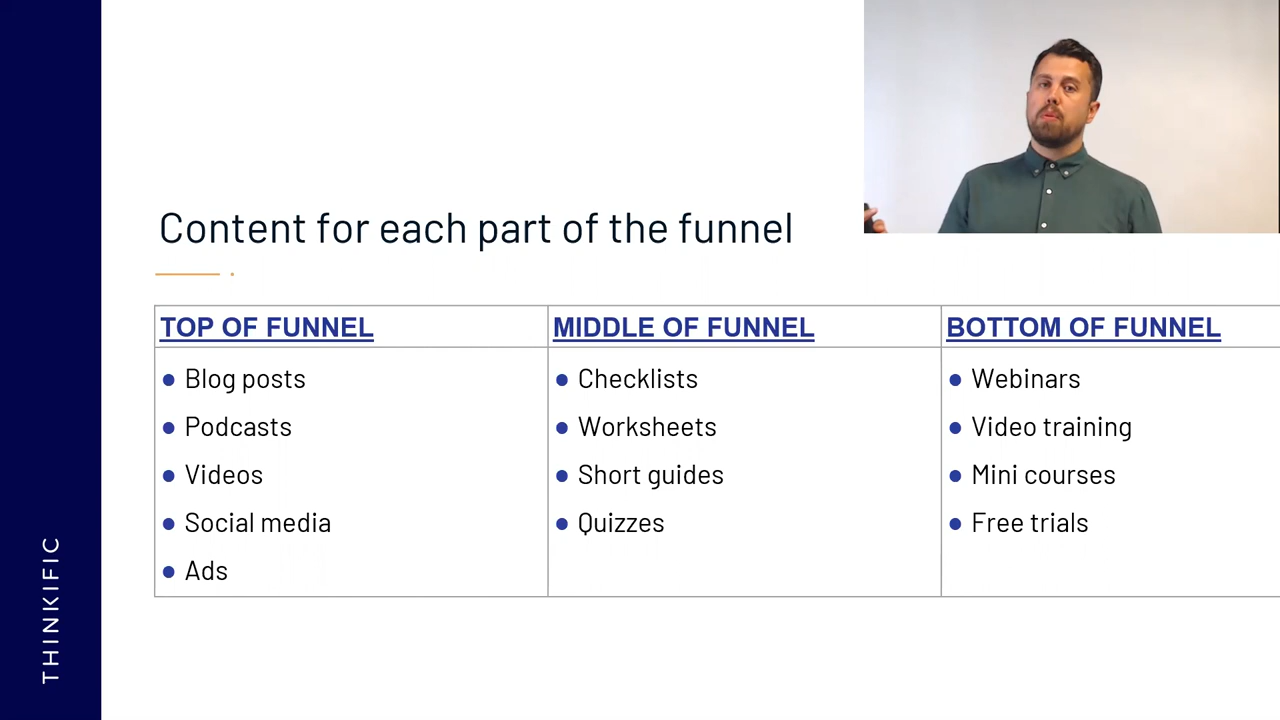 Content for each part of the funnel
TOP OF FUNNEL
Blog posts
Podcasts
Videos
Social media
Ads
MIDDLE OF FUNNEL
Checklists
Worksheets
Short guides
Quizzes
BOTTOM OF FUNNEL
Webinars
Video training
Mini courses
Free trials
THINKIFIC